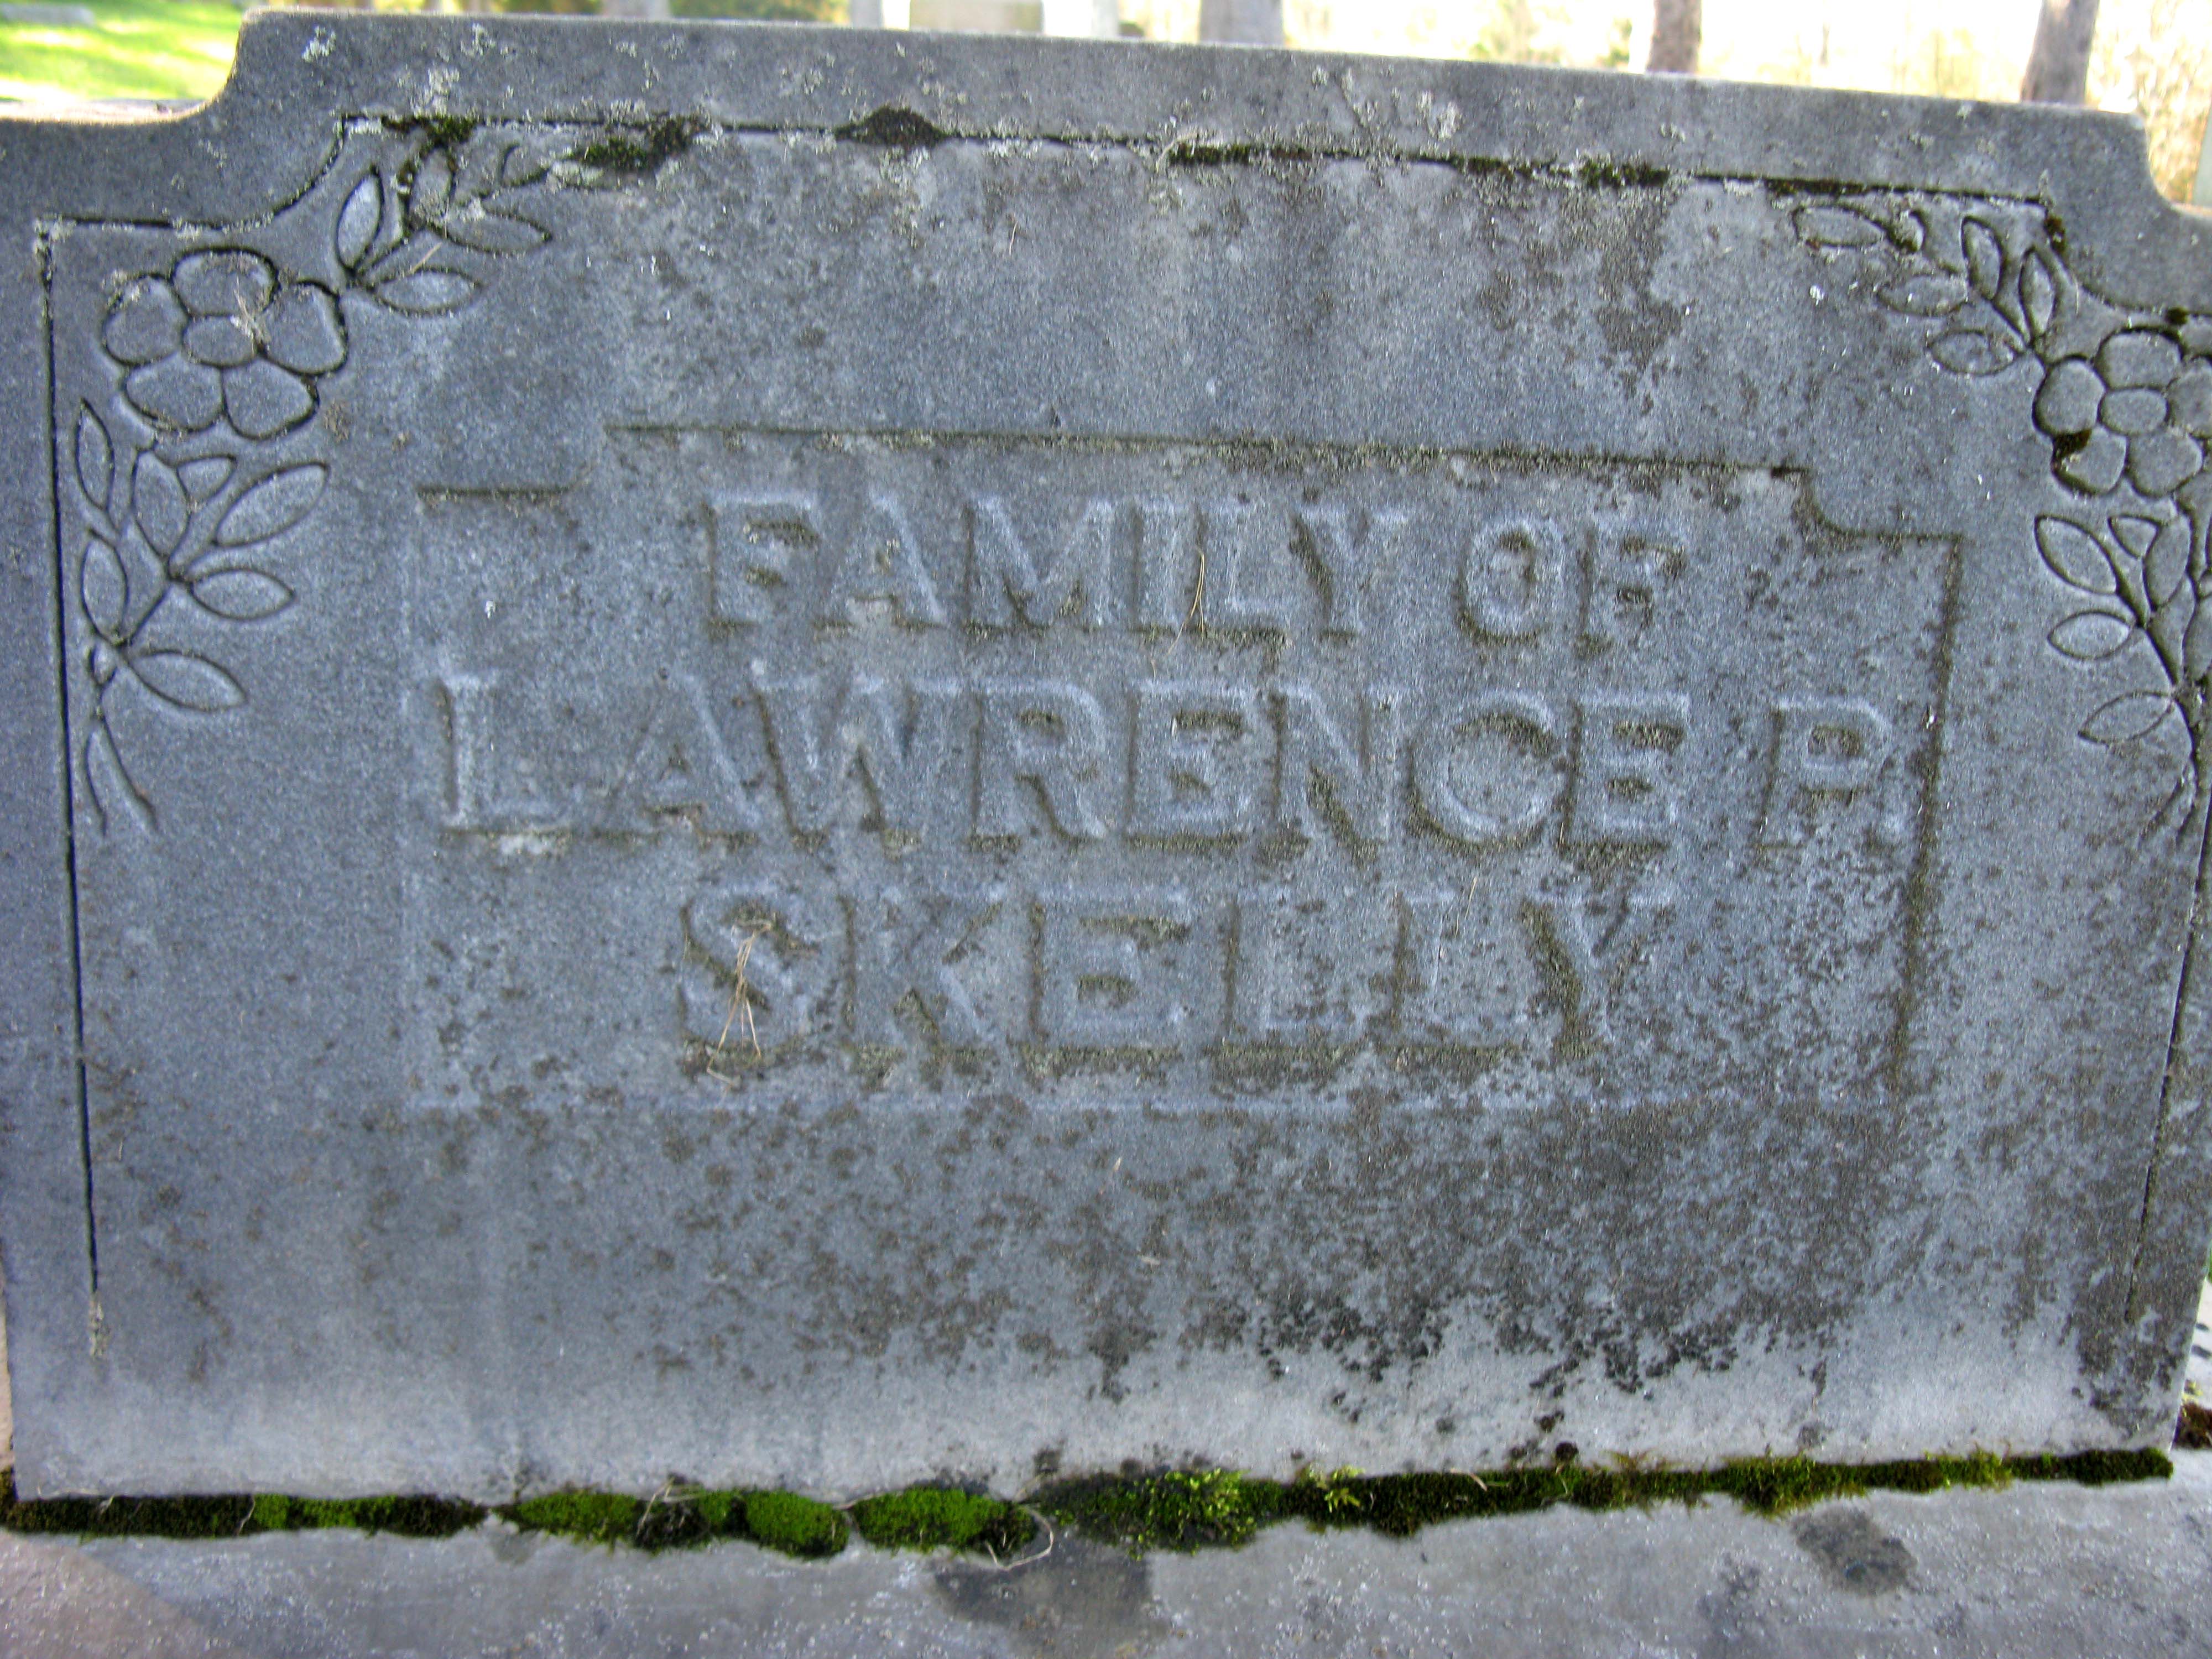 FAMILY OF
LAWRENCE P.
SKELLY